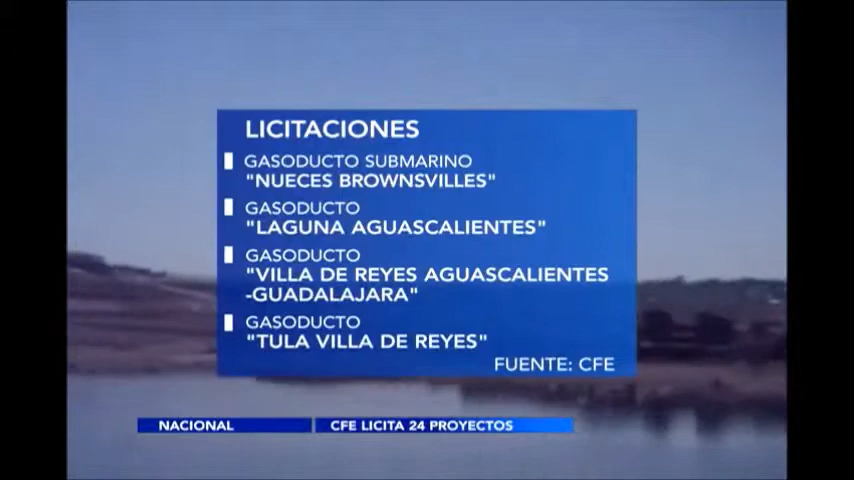 LICITACIONES
GASODUCTO SUBMARINO
"NUECES BROWNSVILLES"
GASODUCTO
"LAGUNA AGUASCALIENTES"
GASODUCTO
"VILLA DE REYES AGUASCALIENTES
-GUADALAJARA"
GASODUCTO
"TULA VILLA DE REYES"
FUENTE: CFE
NACIONAL
CFE LICITA 24 PROYECTOS